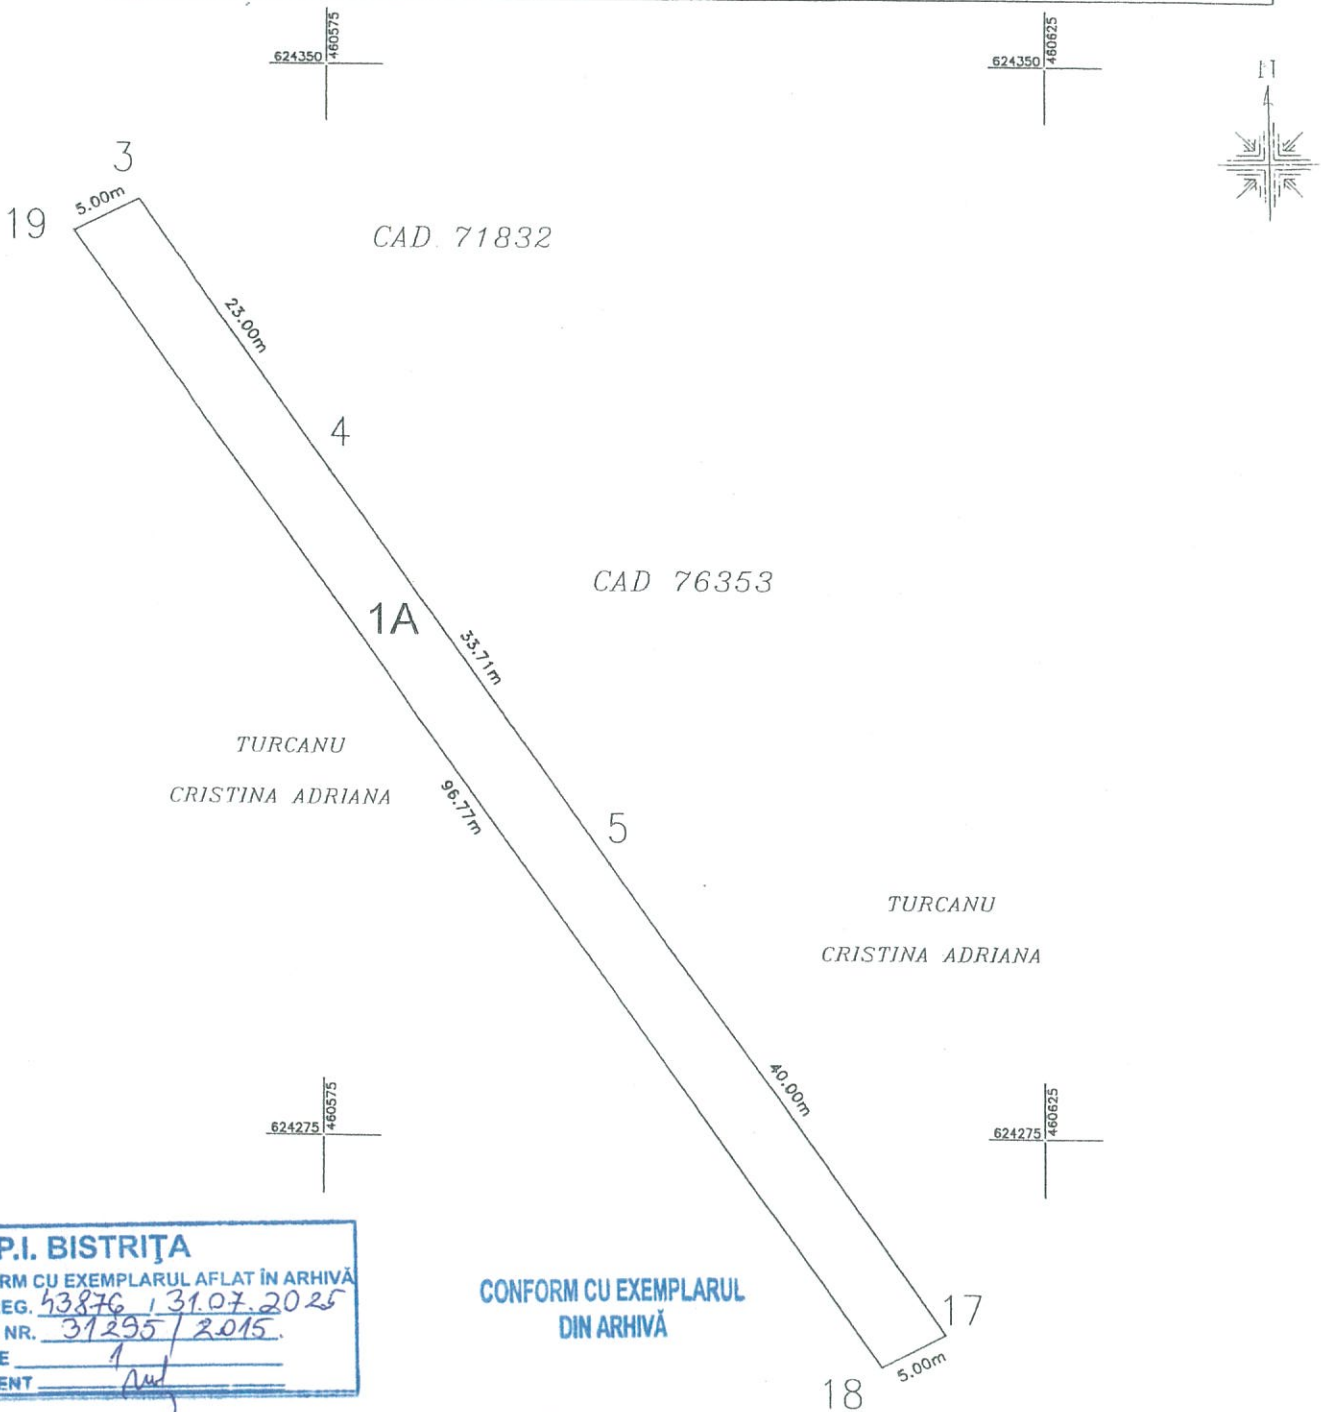 624350 460575
624350 460625
N
3
5.00m
19
CAD 71832
23.00m
4
CAD 76353
1A
33.71m
TURCANU
CRISTINA ADRIANA
96.77m
5
TURCANU
CRISTINA ADRIANA
40.00m
624275 460575
624275 460625
P.I. BISTRIŢA
RM CU EXEMPLARUL AFLAT ÎN ARHIVĂ
EG. 43876 / 31.07.2025
NR. 31295 / 2015.
E 1
ENT
CONFORM CU EXEMPLARUL
DIN ARHIVĂ
17
5.00m
18